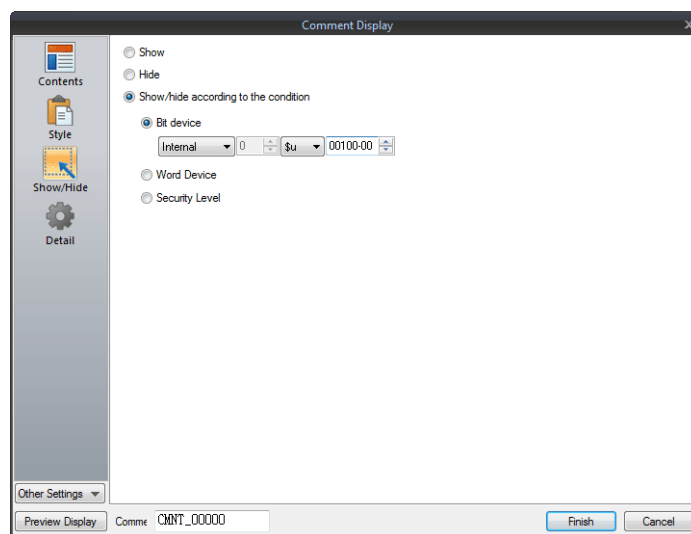 Comment Display
Contents
Style
Show/Hide
Detail
Show
Hide
Show/hide according to the condition
Bit device
Internal 0 $u 00100-00
Word Device
Security Level
Other Settings
Preview Display Comme CMNT_00000 Finish Cancel